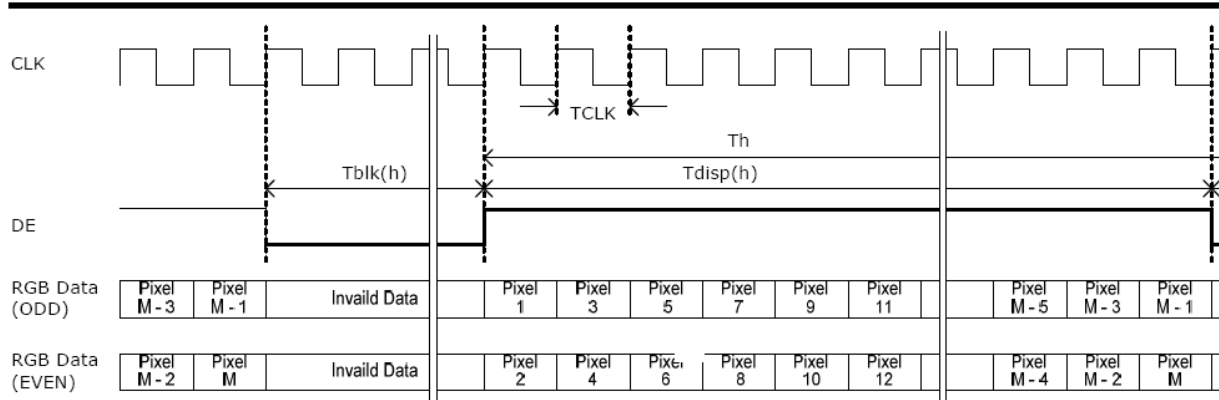 CLK
TCLK
Th
Tblk(h)
Tdisp(h)
DE
RGB Data
(ODD)
Pixel
M - 3
Pixel
M - 1
Invaild Data
Pixel
1
Pixel
3
Pixel
5
Pixel
7
Pixel
9
Pixel
11
Pixel
M - 5
Pixel
M - 3
Pixel
M - 1
RGB Data
(EVEN)
Pixel
M - 2
Pixel
M
Invaild Data
Pixel
2
Pixel
4
Pixel
6
Pixel
8
Pixel
10
Pixel
12
Pixel
M - 4
Pixel
M - 2
Pixel
M